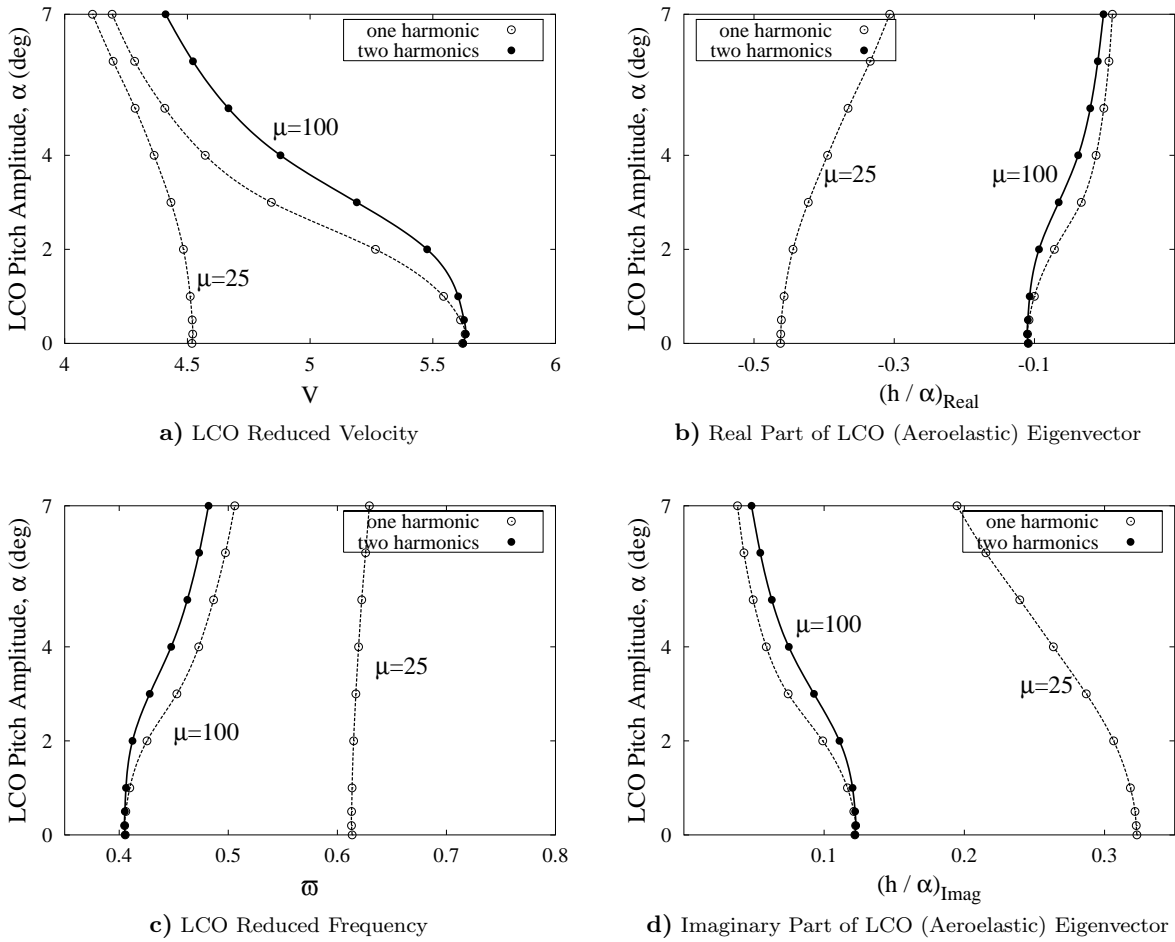 LCO Pitch Amplitude, α (deg)
7
4
2
0
one harmonic
two harmonics
μ=100
μ=25
4
4.5
5
5.5
6
V
a) LCO Reduced Velocity
LCO Pitch Amplitude, α (deg)
7
4
2
0
one harmonic
two harmonics
μ=25
μ=100
-0.5
-0.3
-0.1
(h / α)Real
b) Real Part of LCO (Aeroelastic) Eigenvector
LCO Pitch Amplitude, α (deg)
7
4
2
0
one harmonic
two harmonics
μ=25
μ=100
0.4
0.5
0.6
0.7
0.8
ϖ
c) LCO Reduced Frequency
LCO Pitch Amplitude, α (deg)
7
4
2
0
one harmonic
two harmonics
μ=100
μ=25
0.1
0.2
0.3
(h / α)Imag
d) Imaginary Part of LCO (Aeroelastic) Eigenvector